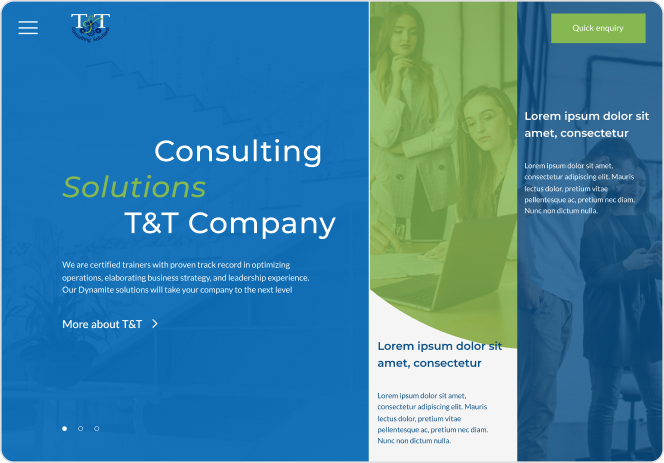 T&T
Consulting Solutions
Quick enquiry
Consulting
Solutions
T&T Company
We are certified trainers with proven track record in optimizing
operations, elaborating business strategy, and leadership experience.
Our Dynamite solutions will take your company to the next level
More about T&T
Lorem ipsum dolor sit
amet, consectetur
Lorem ipsum dolor sit amet,
consectetur adipiscing elit. Mauris
lectus dolor, pretium vitae
pellentesque ac, pretium nec diam.
Nunc non dictum nulla.
Lorem ipsum dolor sit
amet, consectetur
Lorem ipsum dolor sit amet,
consectetur adipiscing elit. Mauris
lectus dolor, pretium vitae
pellentesque ac, pretium nec diam.
Nunc non dictum nulla.